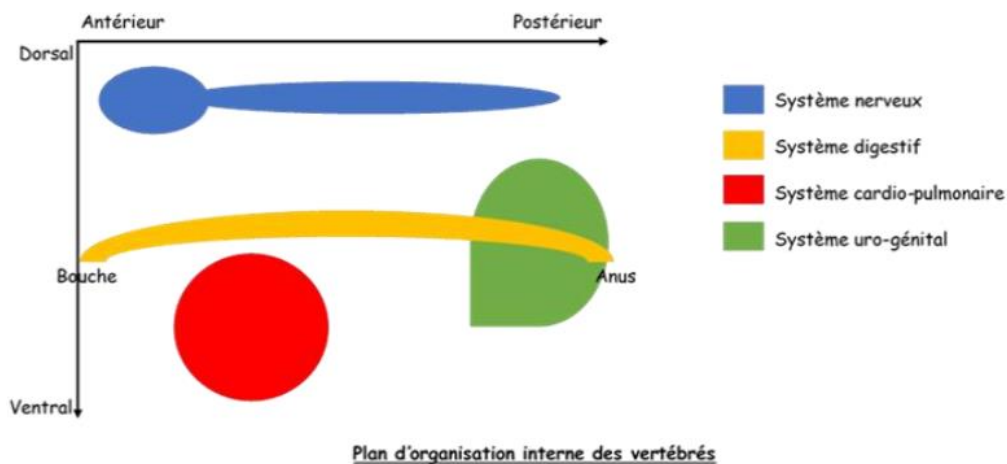 Antérieur
Postérieur
Dorsal
Système nerveux
Système digestif
Système cardio-pulmonaire
Système uro-génital
Bouche
Anus
Ventral
Plan d'organisation interne des vertébrés